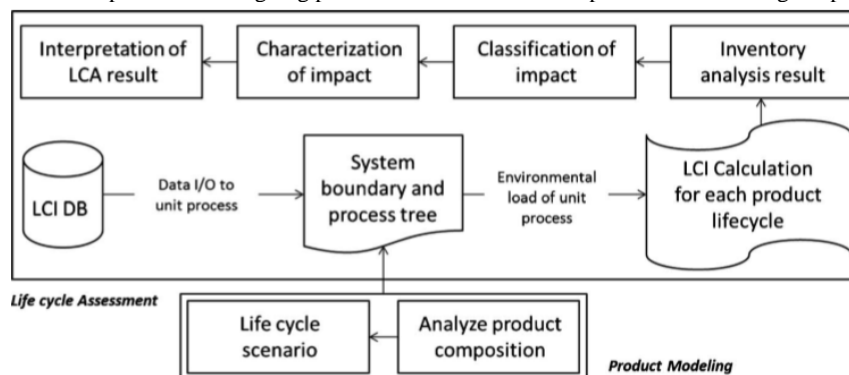 Interpretation of
LCA result
Characterization
of impact
Classification of
impact
Inventory
analysis result
LCI DB
Data I/O to
unit process
System
boundary and
process tree
Environmental
load of unit
process
LCI Calculation
for each product
lifecycle
Life cycle Assessment
Life cycle
scenario
Analyze product
composition
Product Modeling